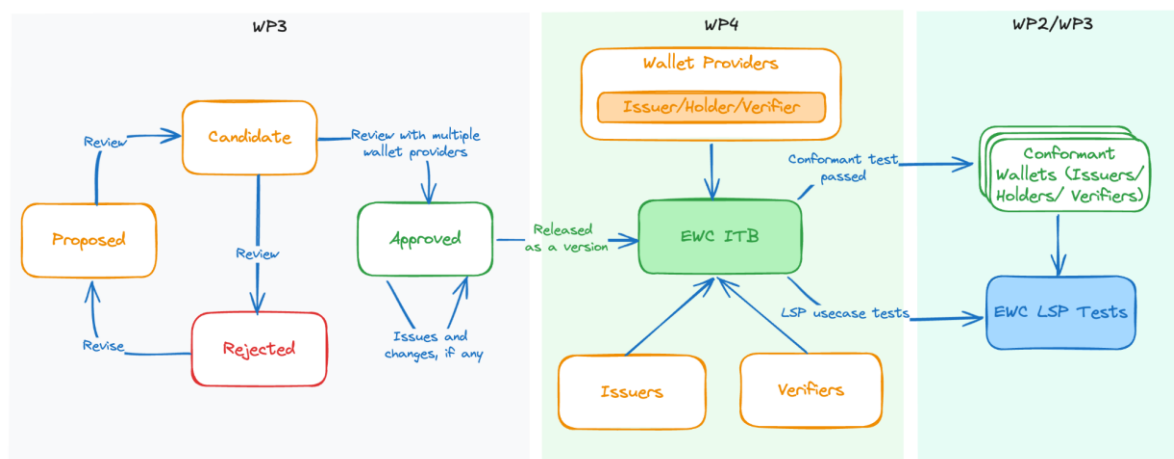 WP3
Candidate
Review
Review with multiple
wallet providers
Proposed
Approved
Review
Revise
Rejected
Issues and
changes, if any
Released
as a version
WP4
Wallet Providers
Issuer/Holder/Verifier
EWC ITB
Issuers
Verifiers
Conformant test
passed
LSP usecase tests
WP2/WP3
Conformant
Wallets (Issuers/
Holders/ Verifiers)
EWC LSP Tests